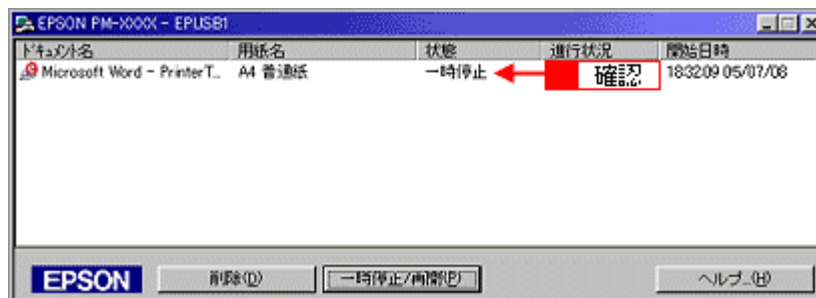 EPSON PM-XXXX - EPUSB1
ドキュメント名 用紙名 状態 進行状況 開始日時
Microsoft Word - PrinterT... A4 普通紙 一時停止 確認 18:32:09 05/07/08
EPSON 削除(D) 一時停止/再開(P) ヘルプ...(H)